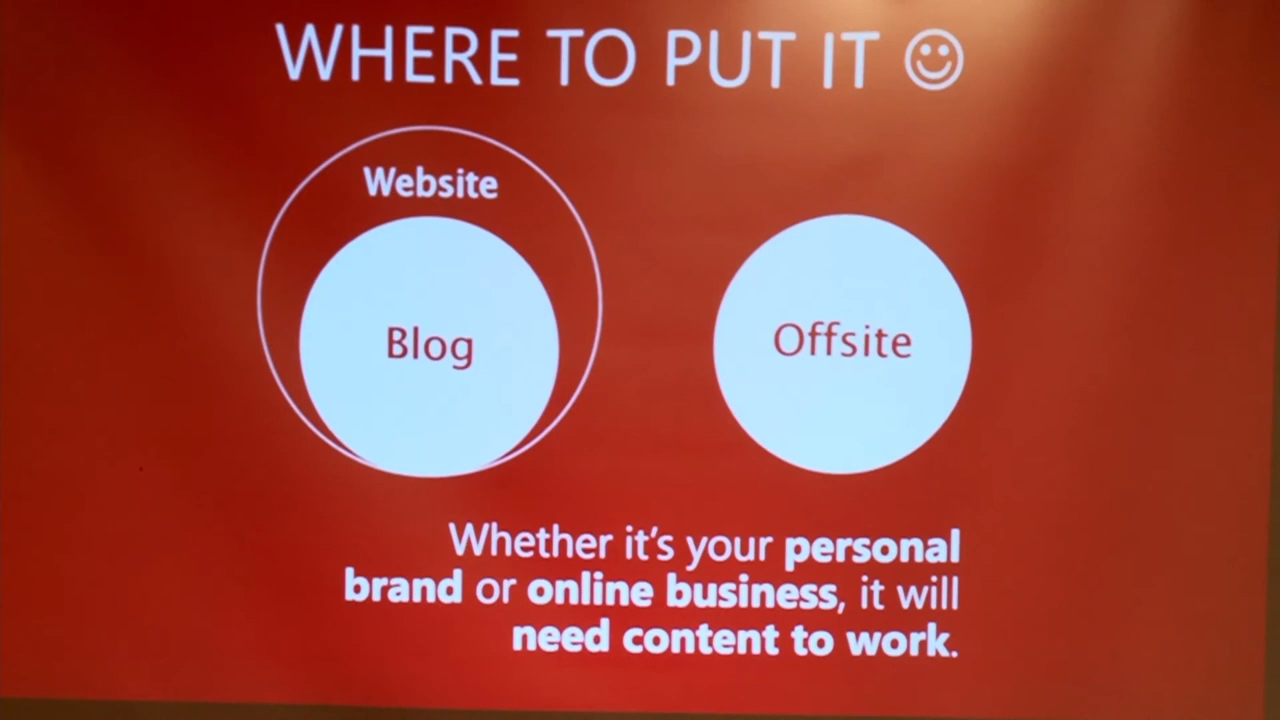 WHERE TO PUT IT ☺
Website
Blog
Offsite
Whether it's your personal
brand or online business, it will
need content to work.